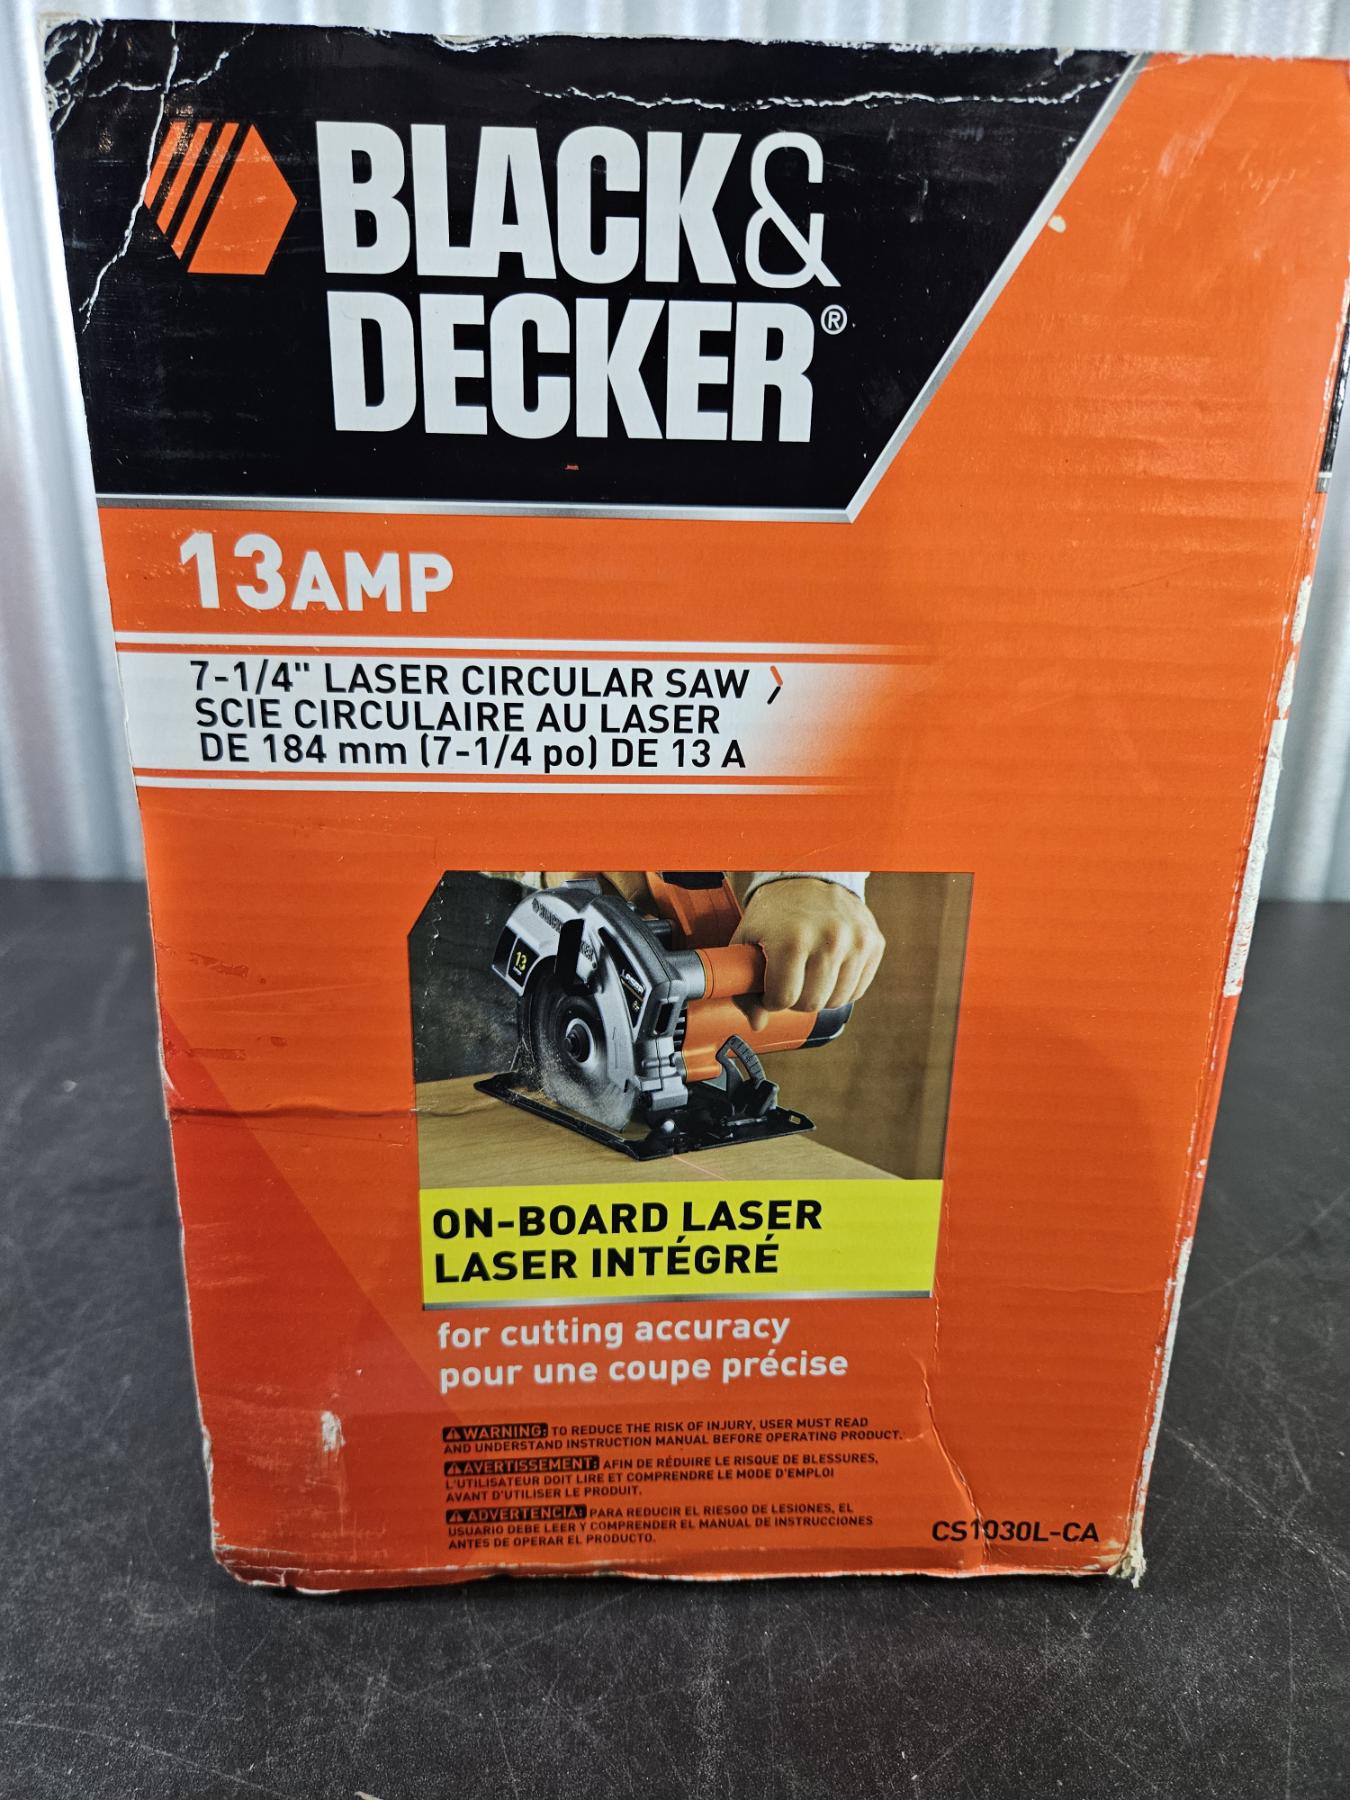 BLACK&
DECKER®
13 AMP
7-1/4" LASER CIRCULAR SAW
SCIE CIRCULAIRE AU LASER
DE 184 mm (7-1/4 po) DE 13 A
13
ON-BOARD LASER
LASER INTÉGRÉ
for cutting accuracy
pour une coupe précise
WARNING: TO REDUCE THE RISK OF INJURY, USER MUST READ
AND UNDERSTAND INSTRUCTION MANUAL BEFORE OPERATING PRODUCT.
AVERTISSEMENT: AFIN DE RÉDUIRE LE RISQUE DE BLESSURES,
L'UTILISATEUR DOIT LIRE ET COMPRENDRE LE MODE D'EMPLOI
AVANT D'UTILISER LE PRODUIT.
ADVERTENCIA: PARA REDUCIR EL RIESGO DE LESIONES, EL
USUARIO DEBE LEER Y COMPRENDER EL MANUAL DE INSTRUCCIONES
ANTES DE OPERAR EL PRODUCTO.
CS1030L-CA